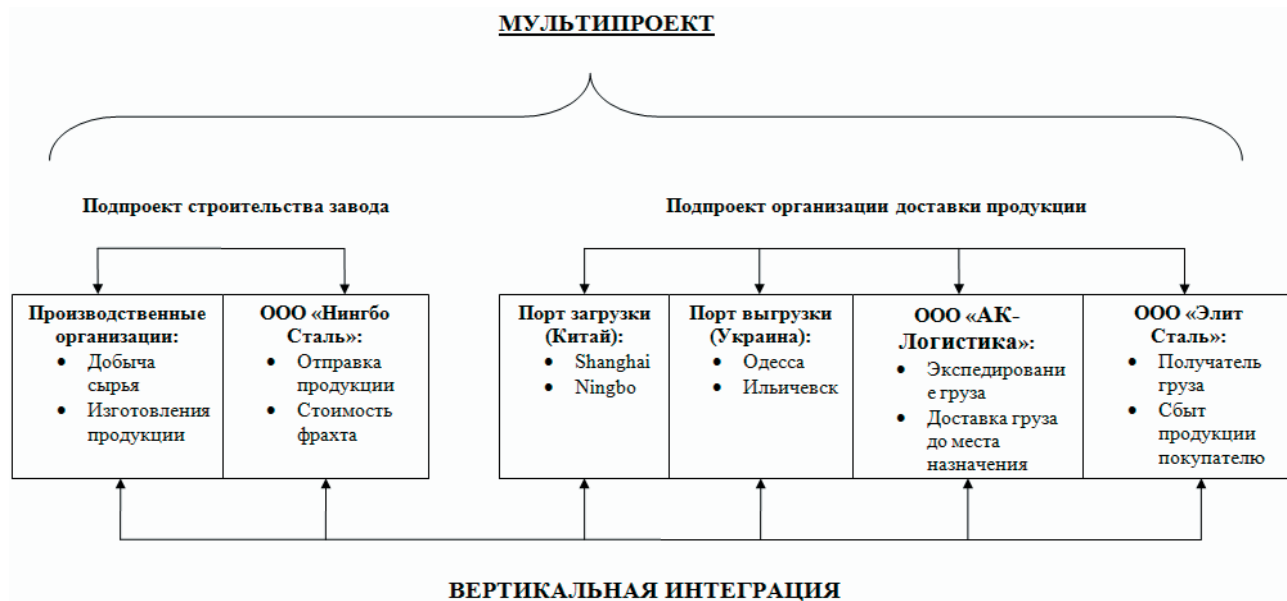 МУЛЬТИПРОЕКТ
Подпроект строительства завода
Подпроект организации доставки продукции
Производственные
организации:
• Добыча
сырья
• Изготовления
продукции
ООО «Нингбо
Сталь»:
• Отправка
продукции
• Стоимость
фрахта
Порт загрузки
(Китай):
• Shanghai
• Ningbo
Порт выгрузки
(Украина):
• Одесса
• Ильичевск
ООО «АК-
Логистика»:
• Экспедировани
е груза
• Доставка груза
до места
назначения
ООО «Элит
Сталь»:
• Получатель
груза
• Сбыт
продукции
покупателю
ВЕРТИКАЛЬНАЯ ИНТЕГРАЦИЯ